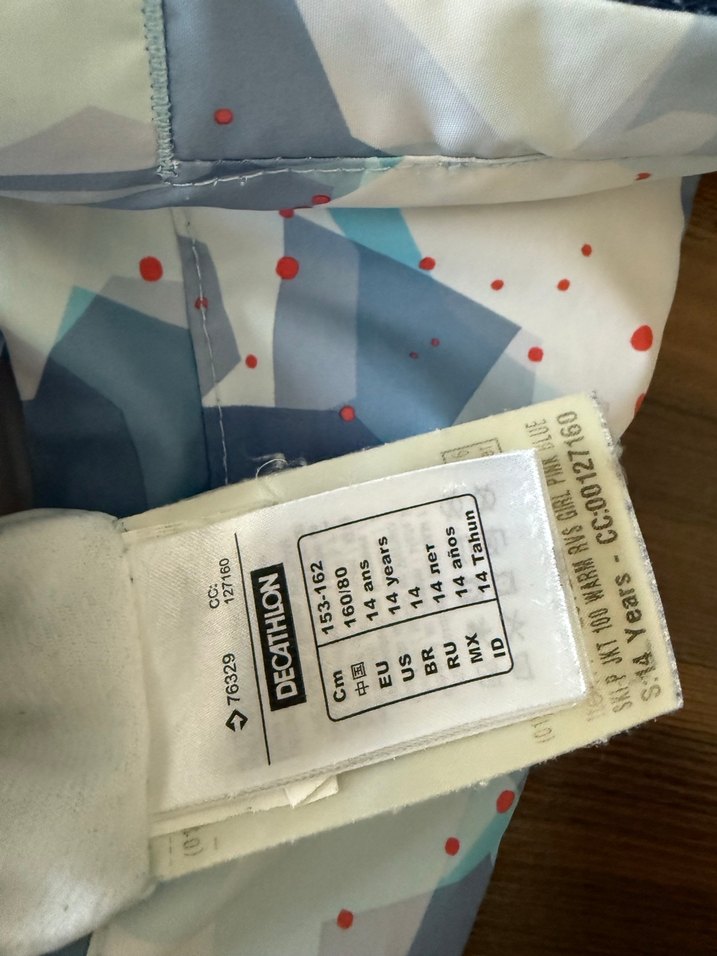 76329 CC:
127160
DECATHLON
Cm 153-162
中国 160/80
EU 14 ans
US 14 years
BR 14
RU 14 лет
MX 14 años
ID 14 Tahun
SKI-P JKT 100 WARM RVS GIRL PINK BLUE
S:14 Years - CC:00127160